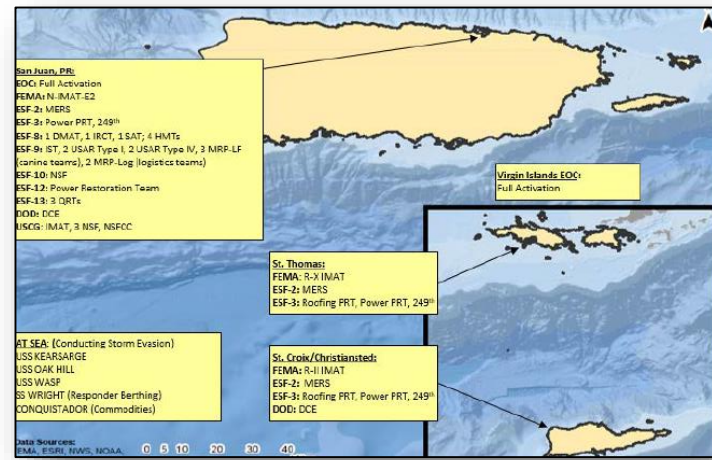 San Juan, PR:
EOC: Full Activation
FEMA: N-IMAT-E2
ESF-2: MERS
ESF-3: Power PRT, 249th
ESF-8: 1 DMAT, 1 IRCT, 1 SAT; 4 HMTs
ESF-9: IST, 2 USAR Type I, 2 USAR Type IV, 3 MRP-LF
(canine teams), 2 MRP-Log (logistics teams)
ESF-10: NSF
ESF-12: Power Restoration Team
ESF-13: 3 QRTs
DOD: DCE
USCG: IMAT, 3 NSF, NSFCC
Virgin Islands EOC:
Full Activation
St. Thomas:
FEMA: R-X IMAT
ESF-2: MERS
ESF-3: Roofing PRT, Power PRT, 249th
AT SEA: (Conducting Storm Evasion)
USS KEARSARGE
USS OAK HILL
USS WASP
SS WRIGHT (Responder Berthing)
CONQUISTADOR (Commodities)
St. Croix/Christiansted:
FEMA: R-II IMAT
ESF-2: MERS
ESF-3: Roofing PRT, Power PRT, 249th
DOD: DCE
Data Sources:
FEMA, ESRI, NWS, NOAA,
0 5 10 20 30 40